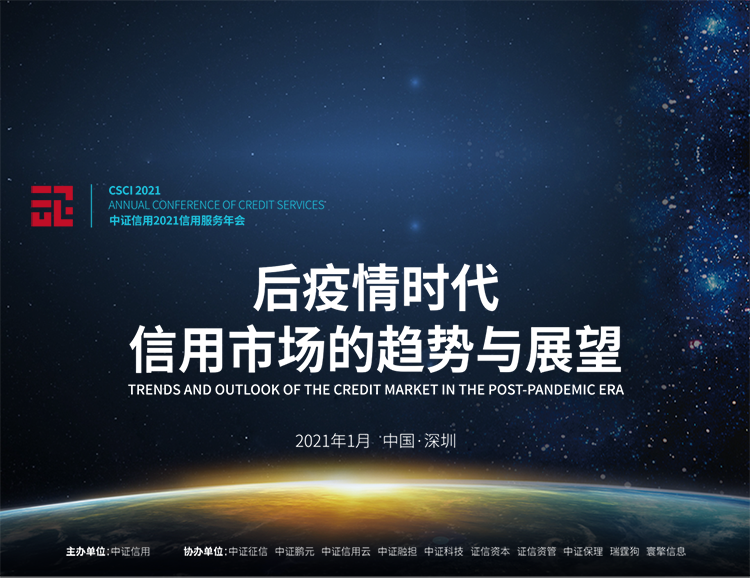 CSCI 2021
ANNUAL CONFERENCE OF CREDIT SERVICES
中证信用2021信用服务年会
后疫情时代
信用市场的趋势与展望
TRENDS AND OUTLOOK OF THE CREDIT MARKET IN THE POST-PANDEMIC ERA
2021年1月 中国·深圳
主办单位:中证信用 协办单位:中证征信 中证鹏元 中证信用云 中证融担 中证科技 证信资本 证信资管 中证保理 瑞霆狗 寰擎信息